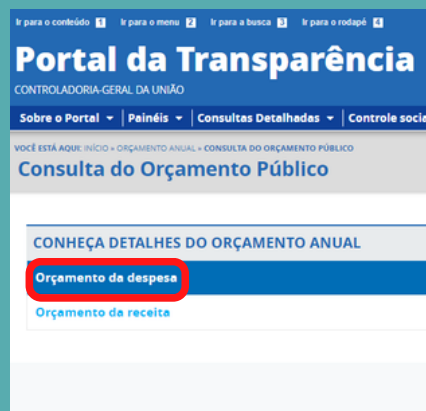 Ir para o conteúdo 1 Ir para o menu 2 Ir para a busca 3 Ir para o rodapé 4
Portal da Transparência
CONTROLADORIA-GERAL DA UNIÃO
Sobre o Portal Painéis Consultas Detalhadas Controle socia
VOCÊ ESTÁ AQUI: INÍCIO » ORÇAMENTO ANUAL » CONSULTA DO ORÇAMENTO PÚBLICO
Consulta do Orçamento Público
CONHEÇA DETALHES DO ORÇAMENTO ANUAL
Orçamento da despesa
Orçamento da receita